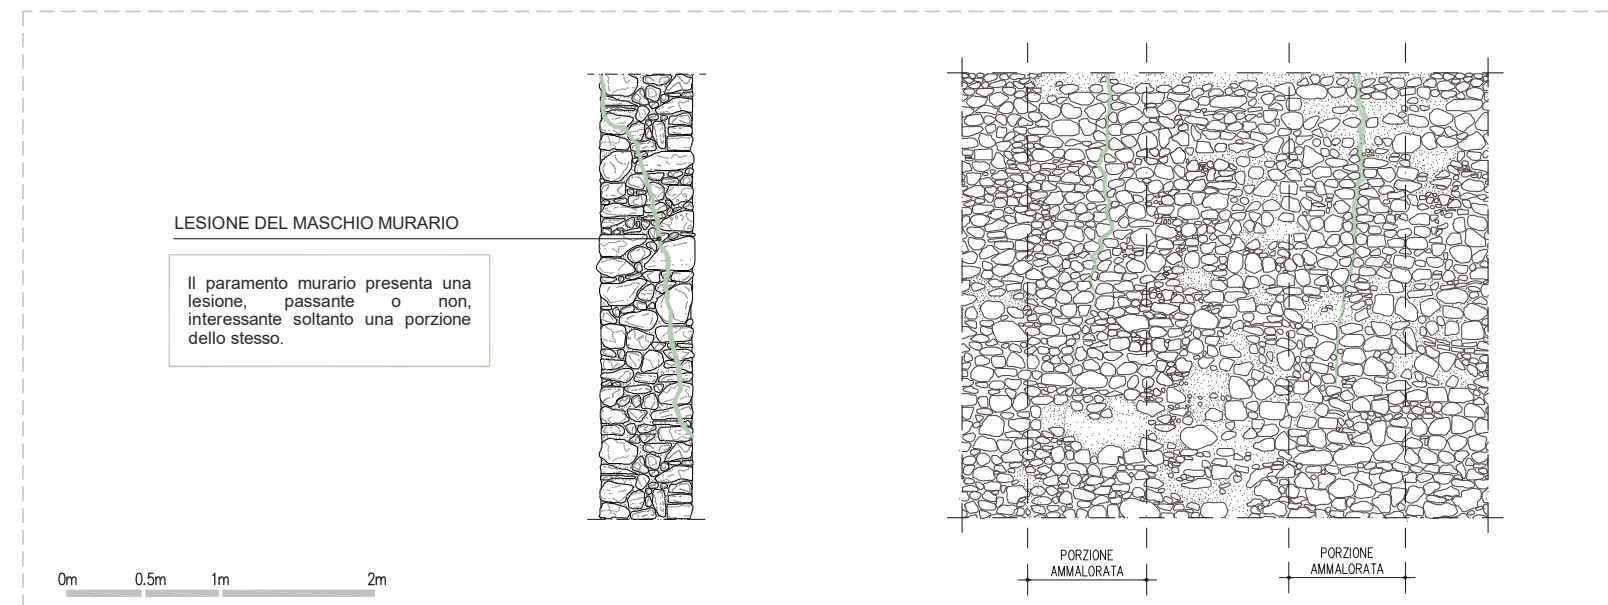 LESIONE DEL MASCHIO MURARIO
Il paramento murario presenta una
lesione, passante o non,
interessante soltanto una porzione
dello stesso.
0m 0.5m 1m 2m
PORZIONE
AMMALORATA
PORZIONE
AMMALORATA